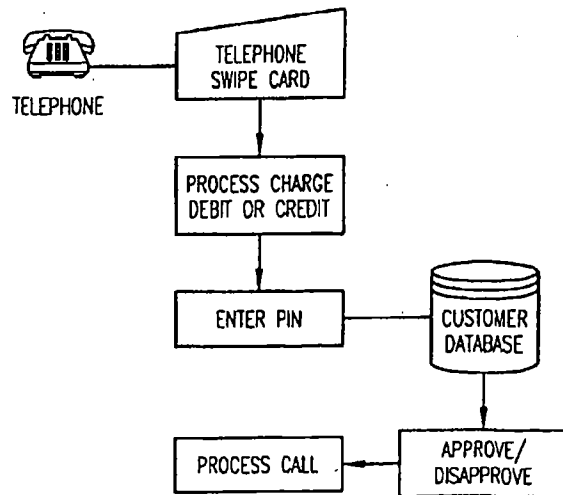 TELEPHONE
TELEPHONE
SWIPE CARD
PROCESS CHARGE
DEBIT OR CREDIT
ENTER PIN
CUSTOMER
DATABASE
APPROVE/
DISAPPROVE
PROCESS CALL